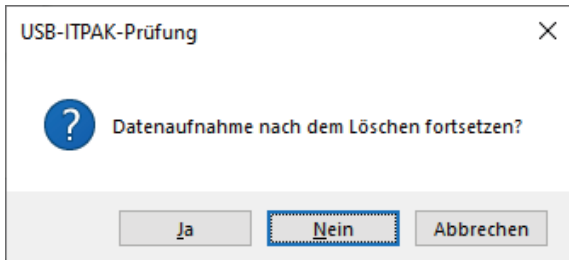 USB-ITPAK-Prüfung
Datenaufnahme nach dem Löschen fortsetzen?
Ja Nein Abbrechen